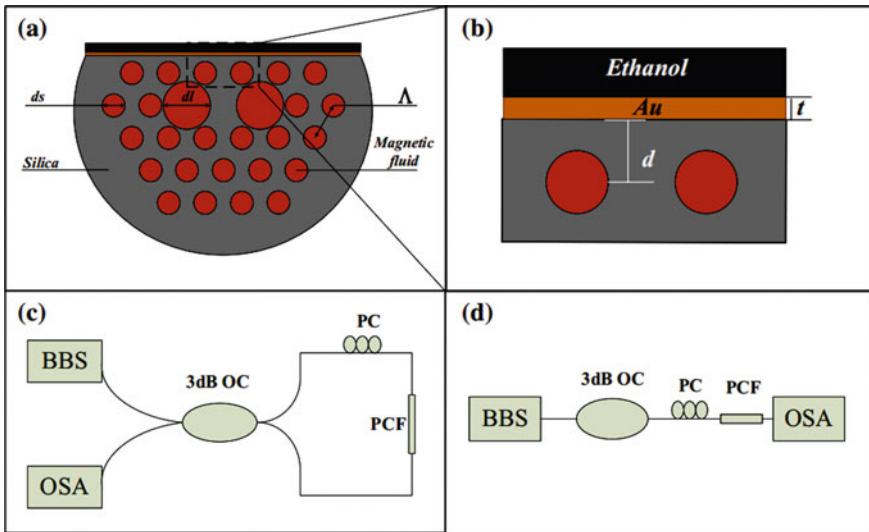 (a)
ds
dl
Λ
Silica
Magnetic
fluid
(b)
Ethanol
Au
t
d
(c)
BBS
3dB OC
PC
PCF
OSA
(d)
BBS
3dB OC
PC
PCF
OSA